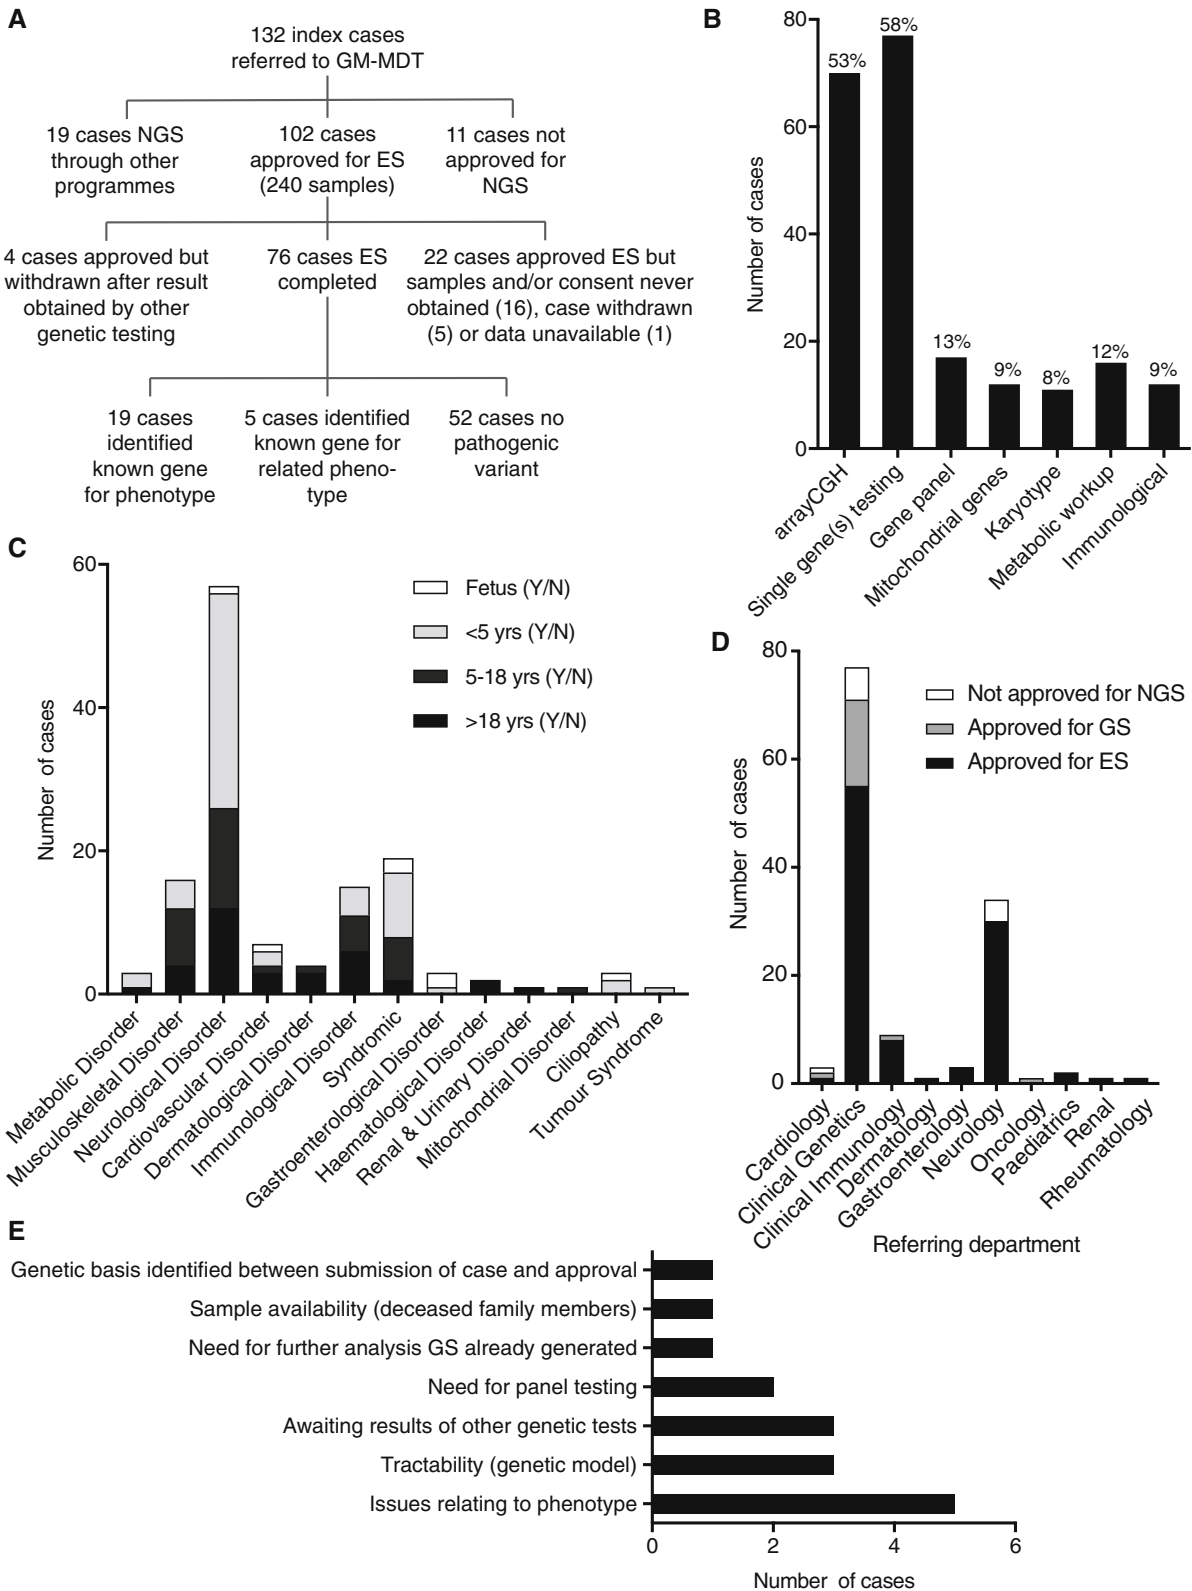 A
132 index cases
referred to GM-MDT
19 cases NGS
through other
programmes
102 cases
approved for ES
(240 samples)
11 cases not
approved for
NGS
4 cases approved but
withdrawn after result
obtained by other
genetic testing
76 cases ES
completed
22 cases approved ES but
samples and/or consent never
obtained (16), case withdrawn
(5) or data unavailable (1)
19 cases
identified
known gene
for phenotype
5 cases identified
known gene for
related pheno-
type
52 cases no
pathogenic
variant
B
Number of cases
80
60
40
20
0
53%
58%
13%
9%
8%
12%
9%
arrayCGH
Single gene(s) testing
Gene panel
Mitochondrial genes
Karyotype
Metabolic workup
Immunological
C
Number of cases
60
40
20
0
Fetus (Y/N)
<5 yrs (Y/N)
5-18 yrs (Y/N)
>18 yrs (Y/N)
Metabolic Disorder
Musculoskeletal Disorder
Neurological Disorder
Cardiovascular Disorder
Dermatological Disorder
Immunological Disorder
Syndromic
Gastroenterological Disorder
Haematological Disorder
Renal & Urinary Disorder
Mitochondrial Disorder
Ciliopathy
Tumour Syndrome
D
Number of cases
80
60
40
20
0
Not approved for NGS
Approved for GS
Approved for ES
Cardiology
Clinical Genetics
Clinical Immunology
Dermatology
Gastroenterology
Neurology
Oncology
Paediatrics
Renal
Rheumatology
Referring department
E
Genetic basis identified between submission of case and approval
Sample availability (deceased family members)
Need for further analysis GS already generated
Need for panel testing
Awaiting results of other genetic tests
Tractability (genetic model)
Issues relating to phenotype
0
2
4
6
Number of cases